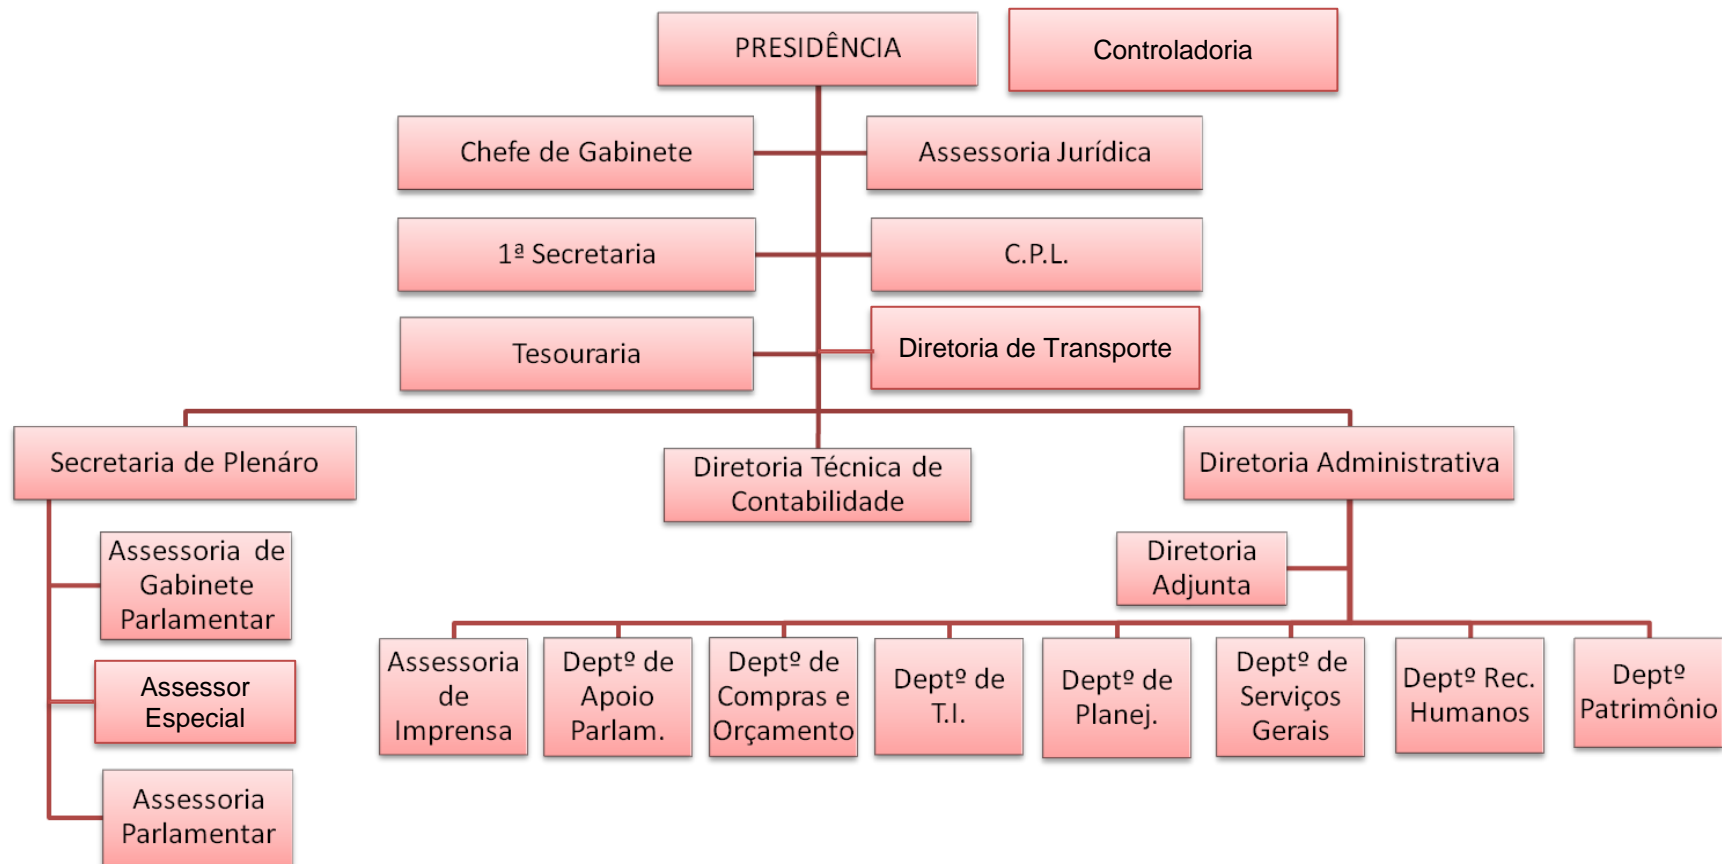 PRESIDÊNCIA
Controladoria
Chefe de Gabinete
Assessoria Jurídica
1ª Secretaria
C.P.L.
Tesouraria
Diretoria de Transporte
Secretaria de Plenáro
Diretoria Técnica de
Contabilidade
Diretoria Administrativa
Assessoria de
Gabinete
Parlamentar
Diretoria
Adjunta
Assessor
Especial
Assessoria
Parlamentar
Assessoria
de
Imprensa
Deptº de
Apoio
Parlam.
Deptº de
Compras e
Orçamento
Deptº de
T.I.
Deptº de
Planej.
Deptº de
Serviços
Gerais
Deptº Rec.
Humanos
Deptº
Patrimônio